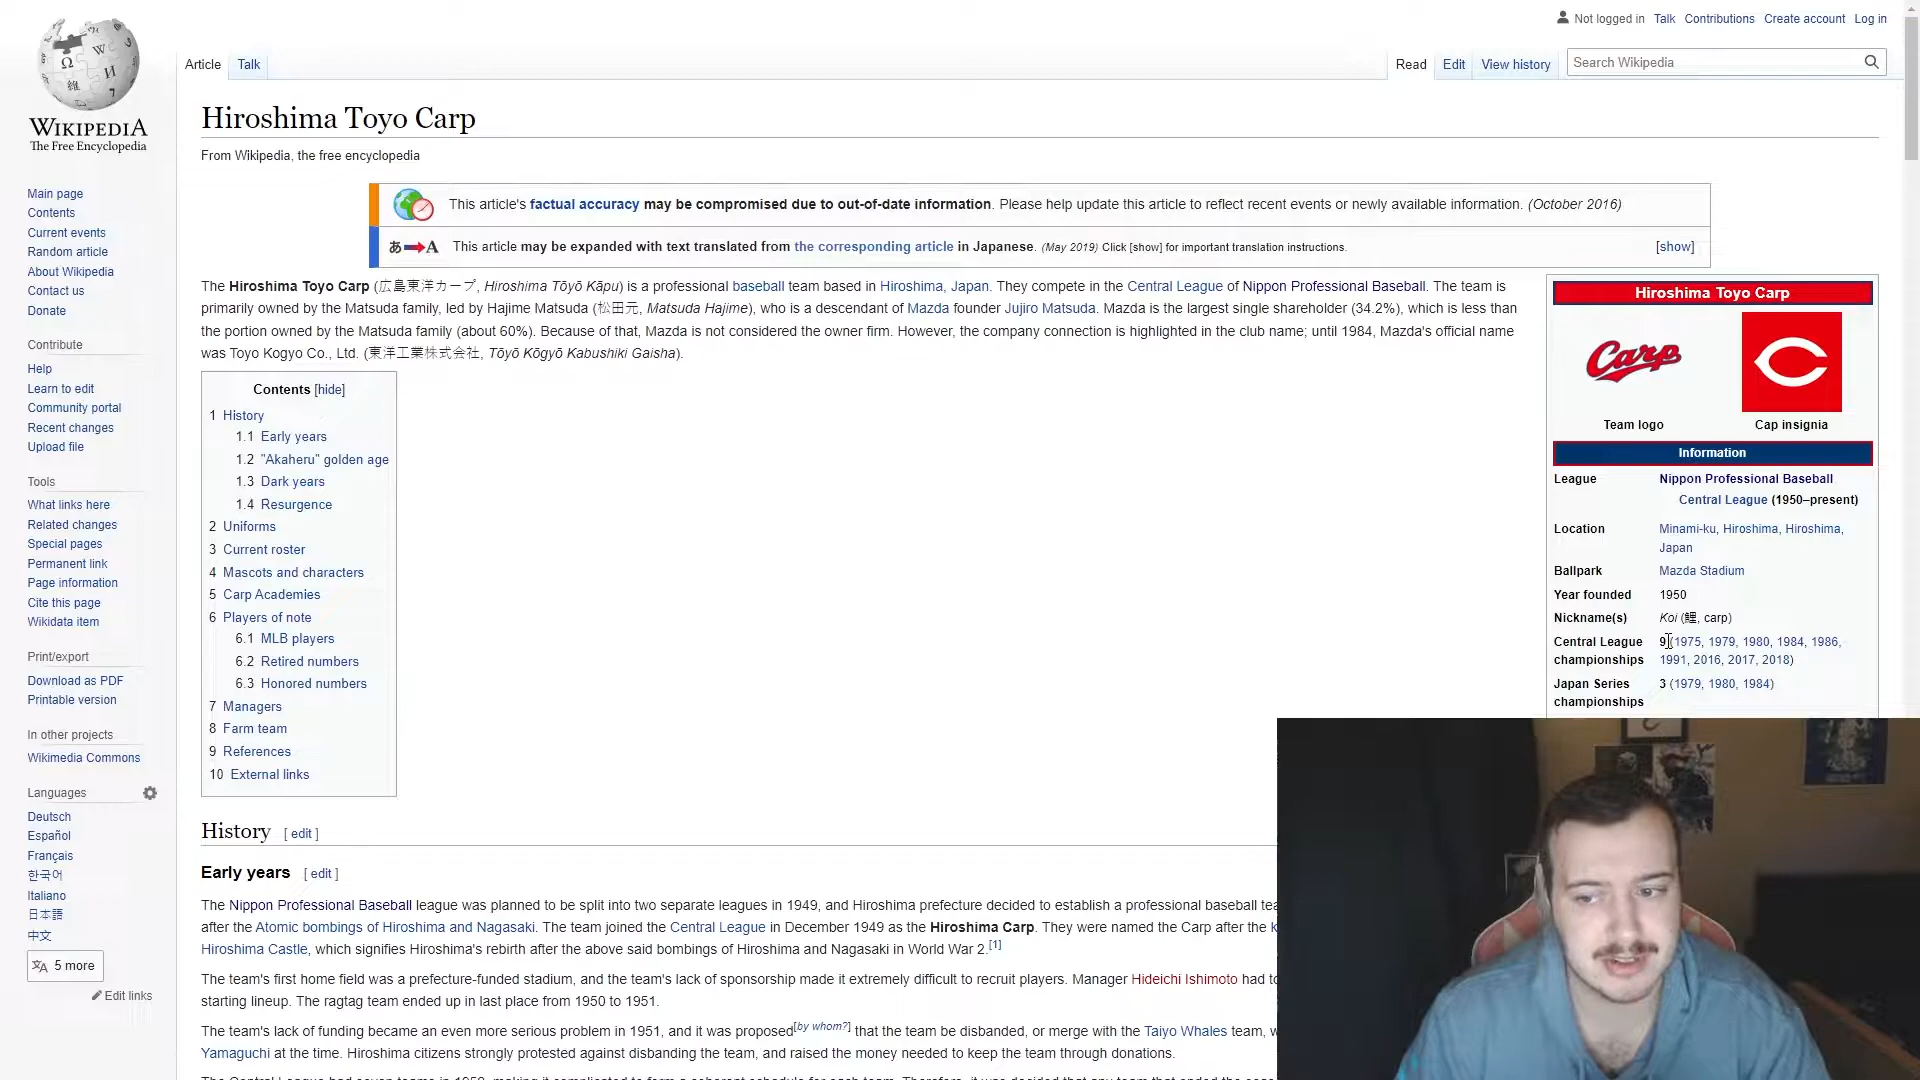 Not logged in Talk Contributions Create account Log in
Article Talk
Read Edit View history Search Wikipedia
WIKIPEDIA
The Free Encyclopedia
Main page
Contents
Current events
Random article
About Wikipedia
Contact us
Donate
Contribute
Help
Learn to edit
Community portal
Recent changes
Upload file
Tools
What links here
Related changes
Special pages
Permanent link
Page information
Cite this page
Wikidata item
Print/export
Download as PDF
Printable version
In other projects
Wikimedia Commons
Languages
Deutsch
Español
Français
한국어
Italiano
日本語
中文
5 more
Edit links
Hiroshima Toyo Carp
From Wikipedia, the free encyclopedia
This article's factual accuracy may be compromised due to out-of-date information. Please help update this article to reflect recent events or newly available information. (October 2016)
あ A This article may be expanded with text translated from the corresponding article in Japanese. (May 2019) Click [show] for important translation instructions. [show]
The Hiroshima Toyo Carp (広島東洋カープ, Hiroshima Tōyō Kāpu) is a professional baseball team based in Hiroshima, Japan. They compete in the Central League of Nippon Professional Baseball. The team is
primarily owned by the Matsuda family, led by Hajime Matsuda (松田元, Matsuda Hajime), who is a descendant of Mazda founder Jujiro Matsuda. Mazda is the largest single shareholder (34.2%), which is less than
the portion owned by the Matsuda family (about 60%). Because of that, Mazda is not considered the owner firm. However, the company connection is highlighted in the club name; until 1984, Mazda's official name
was Toyo Kogyo Co., Ltd. (東洋工業株式会社, Tōyō Kōgyō Kabushiki Gaisha).
Contents [hide]
1 History
1.1 Early years
1.2 "Akaheru" golden age
1.3 Dark years
1.4 Resurgence
2 Uniforms
3 Current roster
4 Mascots and characters
5 Carp Academies
6 Players of note
6.1 MLB players
6.2 Retired numbers
6.3 Honored numbers
7 Managers
8 Farm team
9 References
10 External links
Hiroshima Toyo Carp
Carp
C
Team logo Cap insignia
Information
League Nippon Professional Baseball
Central League (1950–present)
Location Minami-ku, Hiroshima, Hiroshima,
Japan
Ballpark Mazda Stadium
Year founded 1950
Nickname(s) Koi (鯉, carp)
Central League 9 (1975, 1979, 1980, 1984, 1986,
championships 1991, 2016, 2017, 2018)
Japan Series 3 (1979, 1980, 1984)
championships
History [ edit ]
Early years [ edit ]
The Nippon Professional Baseball league was planned to be split into two separate leagues in 1949, and Hiroshima prefecture decided to establish a professional baseball
after the Atomic bombings of Hiroshima and Nagasaki. The team joined the Central League in December 1949 as the Hiroshima Carp. They were named the Carp after the
Hiroshima Castle, which signifies Hiroshima's rebirth after the above said bombings of Hiroshima and Nagasaki in World War 2.[1]
The team's first home field was a prefecture-funded stadium, and the team's lack of sponsorship made it extremely difficult to recruit players. Manager Hideichi Ishimoto had to
starting lineup. The ragtag team ended up in last place from 1950 to 1951.
The team's lack of funding became an even more serious problem in 1951, and it was proposed[by whom?] that the team be disbanded, or merge with the Taiyo Whales team,
Yamaguchi at the time. Hiroshima citizens strongly protested against disbanding the team, and raised the money needed to keep the team through donations.